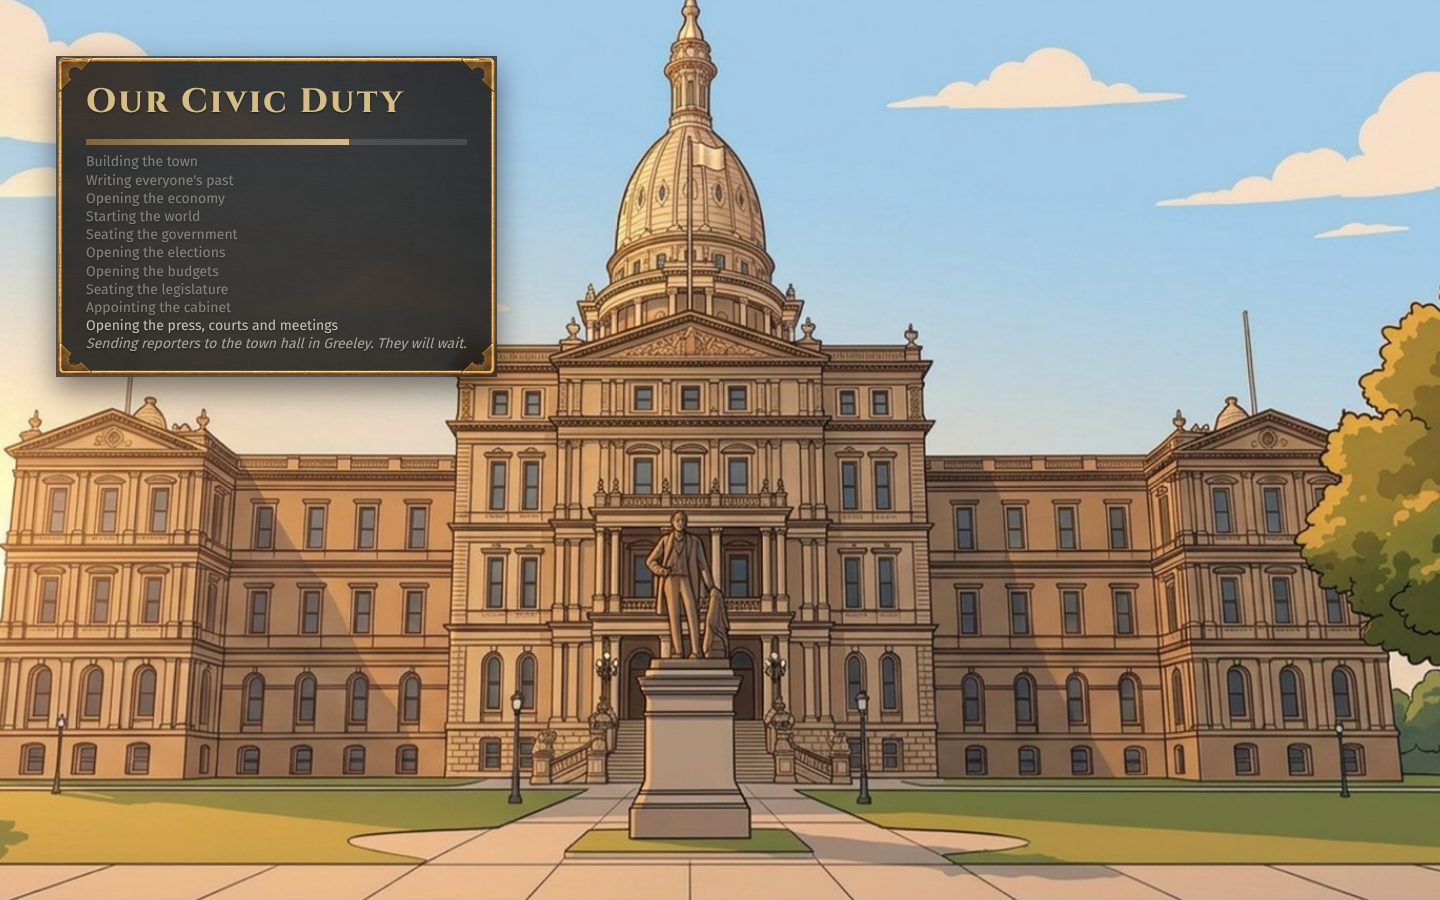 Our Civic Duty
Building the town
Writing everyone's past
Opening the economy
Starting the world
Seating the government
Opening the elections
Opening the budgets
Seating the legislature
Appointing the cabinet
Opening the press, courts and meetings
Sending reporters to the town hall in Greeley. They will wait.